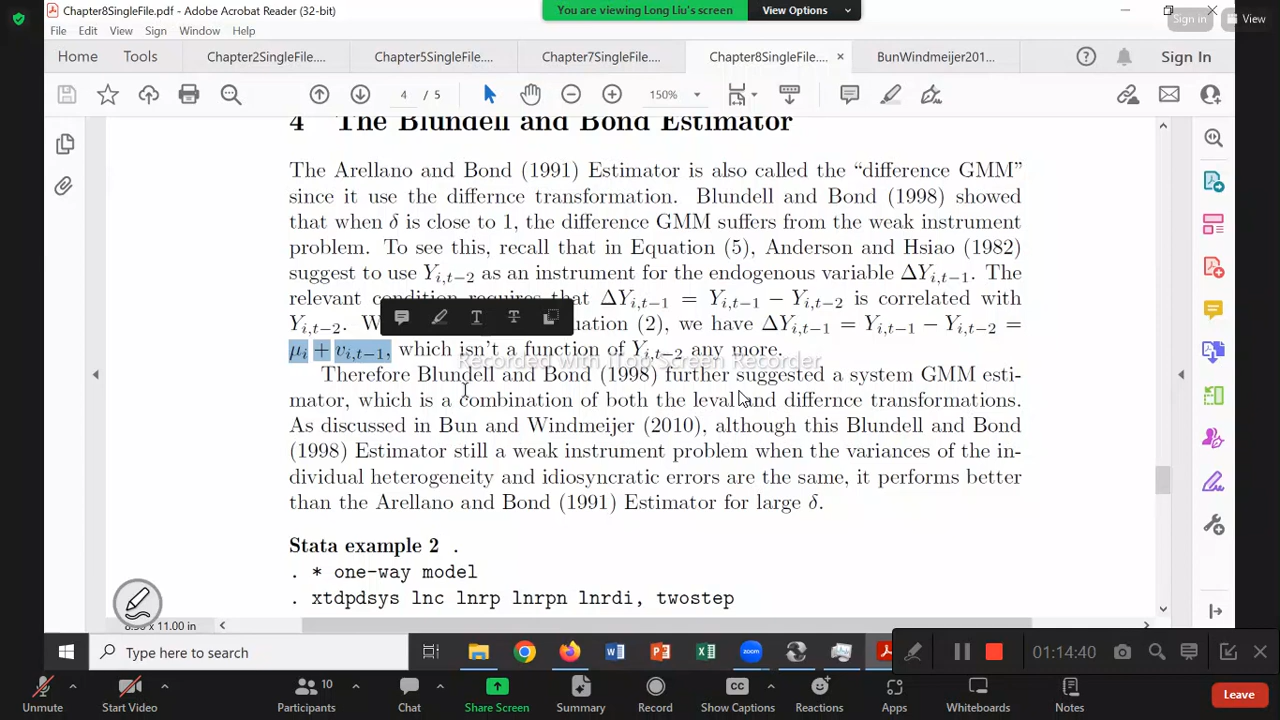 Chapter8SingleFile.pdf - Adobe Acrobat Reader (32-bit)
You are viewing Long Liu's screen
View Options
Sign in
View
File Edit View Sign Window Help
Home Tools Chapter2SingleFile.... Chapter5SingleFile.... Chapter7SingleFile.... Chapter8SingleFile.... × BunWindmeijer201... Sign In
4 / 5 150%
4 The Blundell and Bond Estimator
The Arellano and Bond (1991) Estimator is also called the “difference GMM”
since it use the differnce transformation. Blundell and Bond (1998) showed
that when δ is close to 1, the difference GMM suffers from the weak instrument
problem. To see this, recall that in Equation (5), Anderson and Hsiao (1982)
suggest to use Y_{i,t−2} as an instrument for the endogenous variable ΔY_{i,t−1}. The
relevant condition requires that ΔY_{i,t−1} = Y_{i,t−1} − Y_{i,t−2} is correlated with
Y_{i,t−2}. uation (2), we have ΔY_{i,t−1} = Y_{i,t−1} − Y_{i,t−2} =
μ_i + v_{i,t−1}, which isn't a function of Y_{i,t−2} any more.
Recorded with iTop Screen Recorder
Therefore Blundell and Bond (1998) further suggested a system GMM esti-
mator, which is a combination of both the leval and differnce transformations.
As discussed in Bun and Windmeijer (2010), although this Blundell and Bond
(1998) Estimator still a weak instrument problem when the variances of the in-
dividual heterogeneity and idiosyncratic errors are the same, it performs better
than the Arellano and Bond (1991) Estimator for large δ.
Stata example 2 .
. * one-way model
. xtdpdsys lnc lnrp lnrpn lnrdi, twostep
8.50 x 11.00 in
Type here to search
zoom
01:14:40
Unmute Start Video Participants 10 Chat Share Screen Summary Record Show Captions Reactions Apps Whiteboards Notes Leave